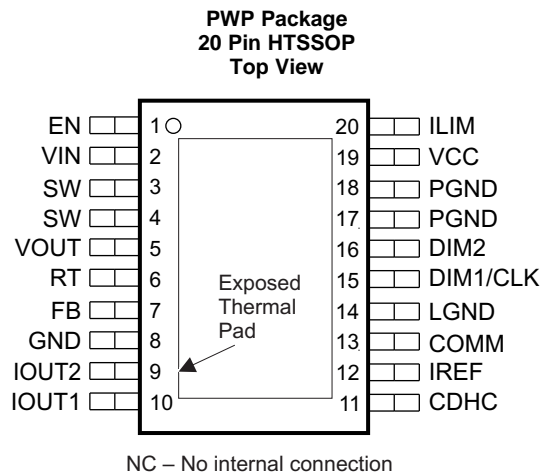 PWP Package
20 Pin HTSSOP
Top View
EN 1 20 ILIM
VIN 2 19 VCC
SW 3 18 PGND
SW 4 17 PGND
VOUT 5 16 DIM2
RT 6 15 DIM1/CLK
FB 7 14 LGND
GND 8 13 COMM
IOUT2 9 12 IREF
IOUT1 10 11 CDHC
Exposed
Thermal
Pad
NC – No internal connection